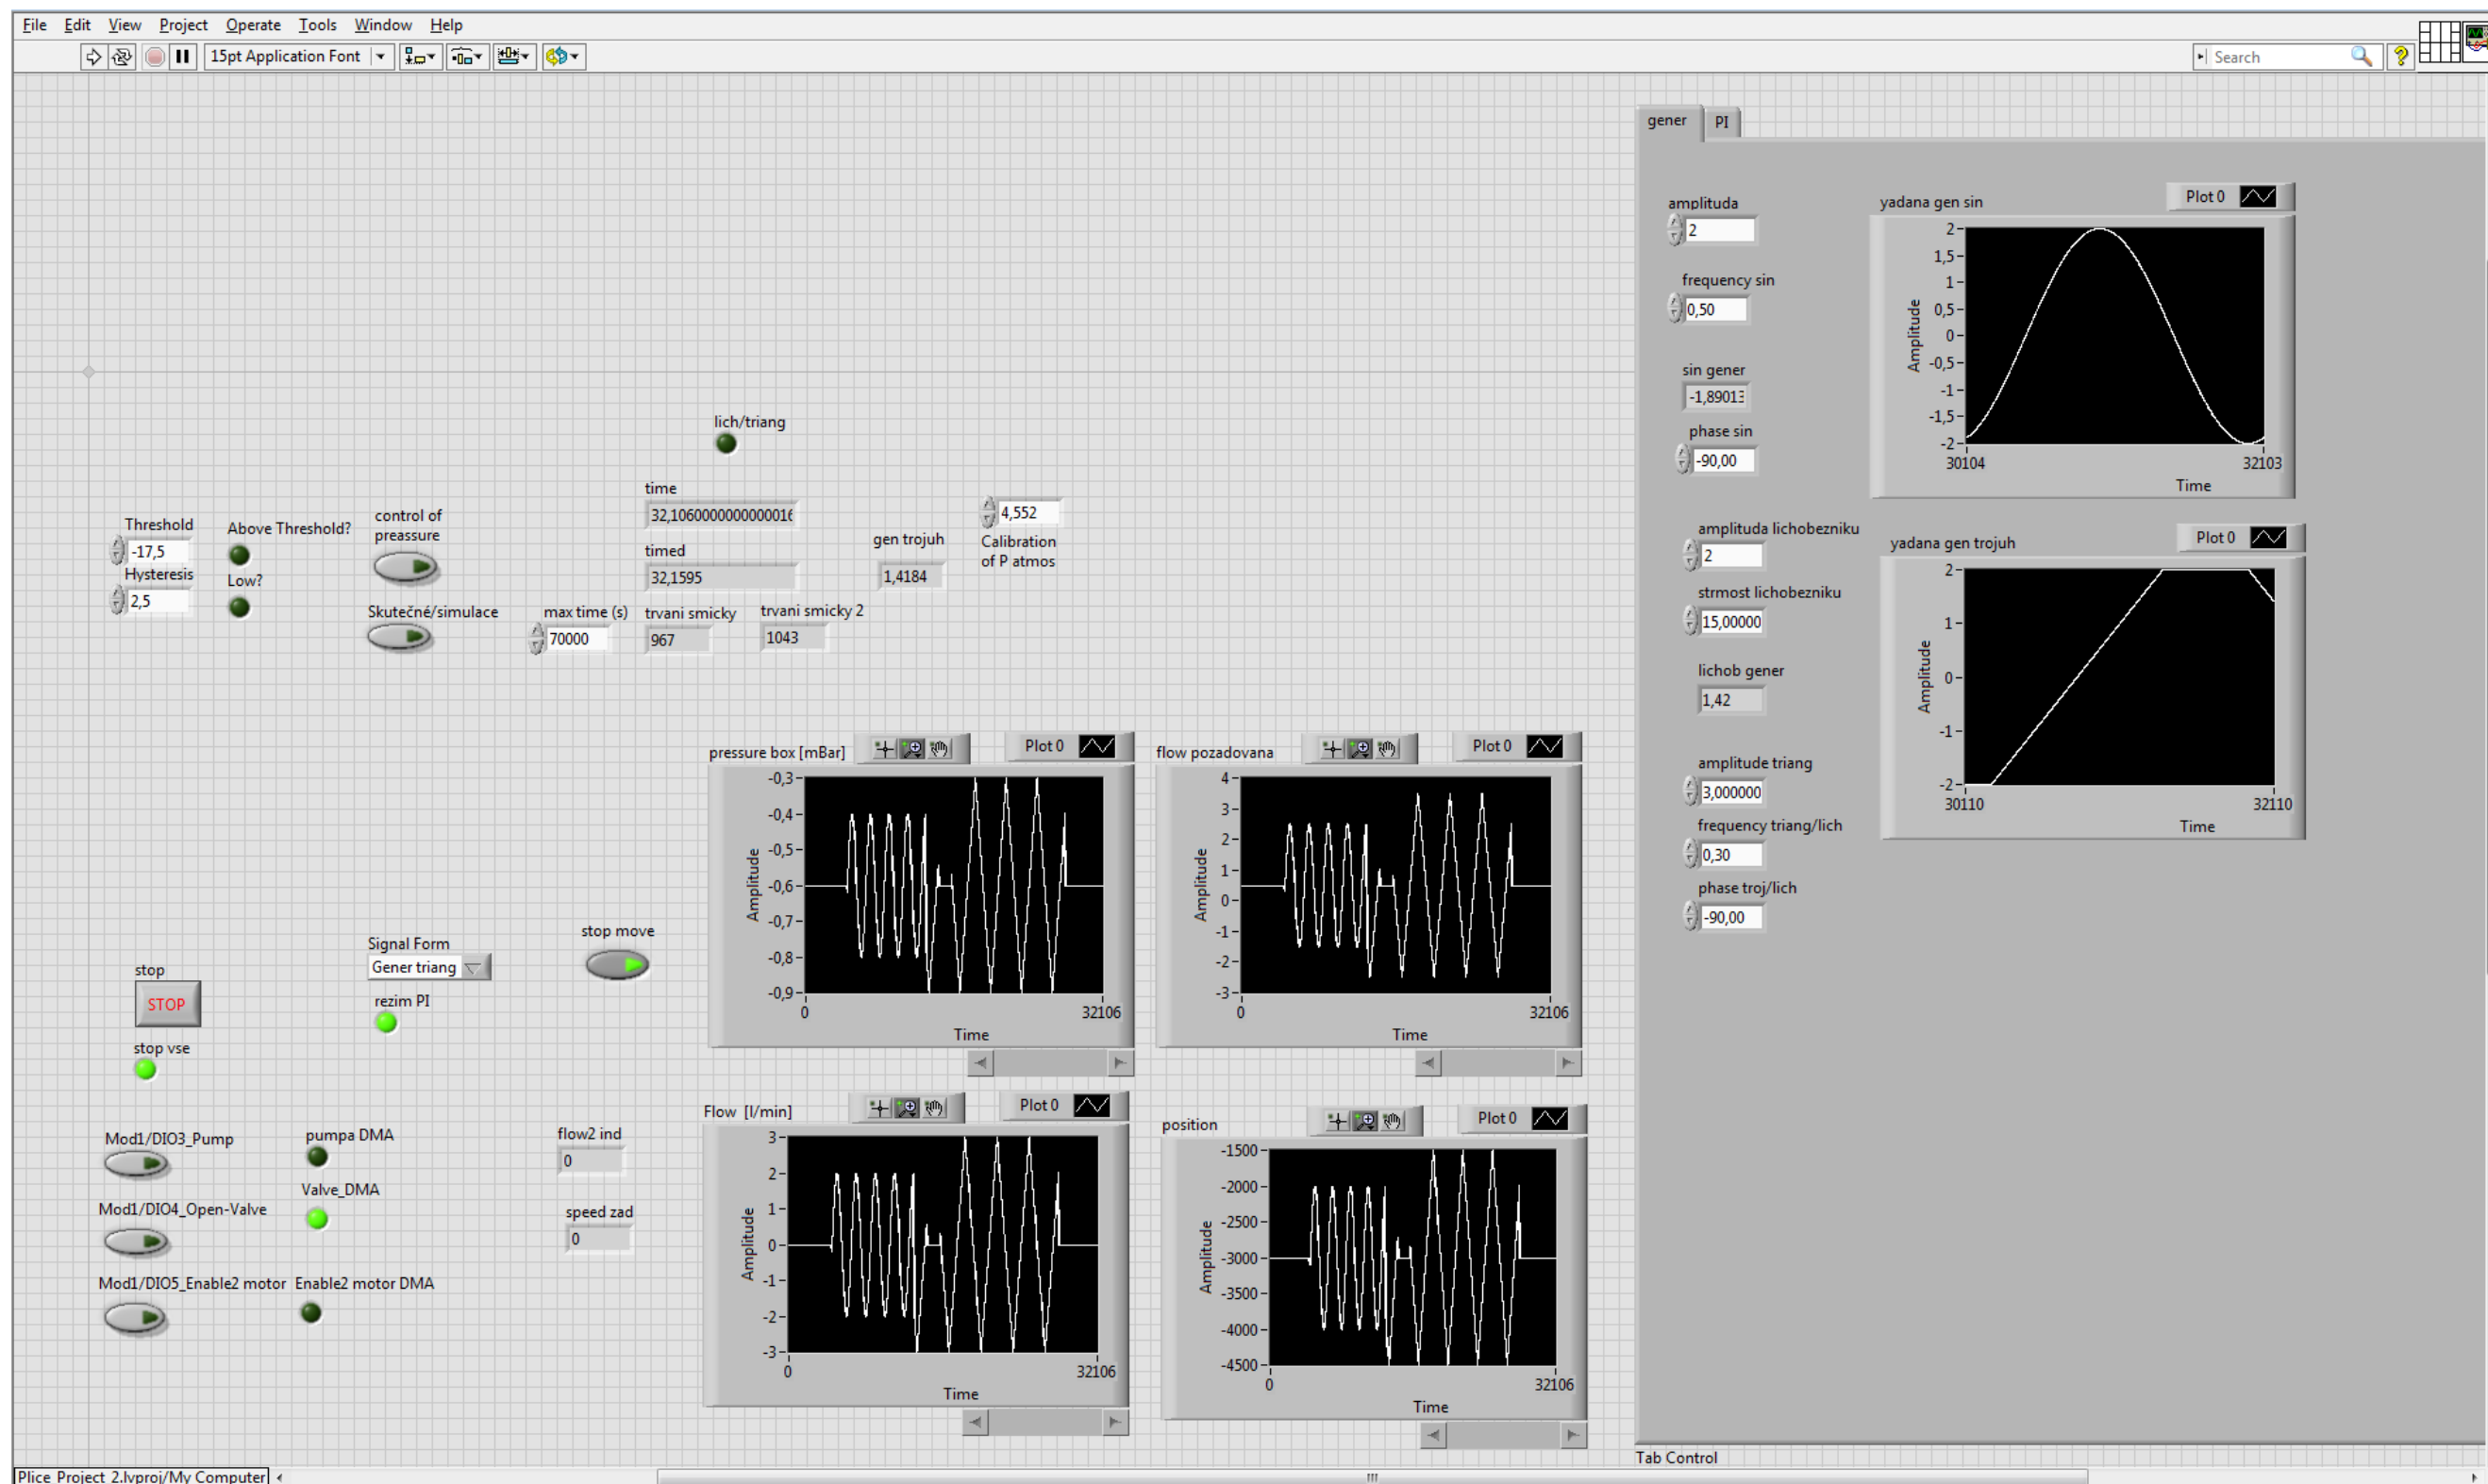 File Edit View Project Operate Tools Window Help
15pt Application Font
Search
gener PI
amplituda
2
frequency sin
0,50
sin gener
-1,89013
phase sin
-90,00
yadana gen sin
Plot 0
2
1,5
1
0,5
0
-0,5
-1
-1,5
-2
Amplitude
30104 32103
Time
amplituda lichobezniku
2
strmost lichobezniku
15,00000
lichob gener
1,42
amplitude triang
3,000000
frequency triang/lich
0,30
phase troj/lich
-90,00
yadana gen trojuh
Plot 0
2
1
0
-1
-2
Amplitude
30110 32110
Time
Tab Control
lich/triang
time
32,1060000000000016
timed
32,1595
gen trojuh
1,4184
4,552
Calibration
of P atmos
Threshold
-17,5
Hysteresis
2,5
Above Threshold?
Low?
control of
preassure
Skutečné/simulace
max time (s)
70000
trvani smicky
967
trvani smicky 2
1043
pressure box [mBar]
Plot 0
-0,3
-0,4
-0,5
-0,6
-0,7
-0,8
-0,9
Amplitude
0 32106
Time
flow pozadovana
Plot 0
4
3
2
1
0
-1
-2
-3
Amplitude
0 32106
Time
stop
STOP
stop vse
Signal Form
Gener triang
rezim PI
stop move
Mod1/DIO3_Pump
pumpa DMA
Mod1/DIO4_Open-Valve
Valve_DMA
Mod1/DIO5_Enable2 motor
Enable2 motor DMA
flow2 ind
0
speed zad
0
Flow [l/min]
Plot 0
3
2
1
0
-1
-2
-3
Amplitude
0 32106
Time
position
Plot 0
-1500
-2000
-2500
-3000
-3500
-4000
-4500
Amplitude
0 32106
Time
Plice Project 2.lvproj/My Computer